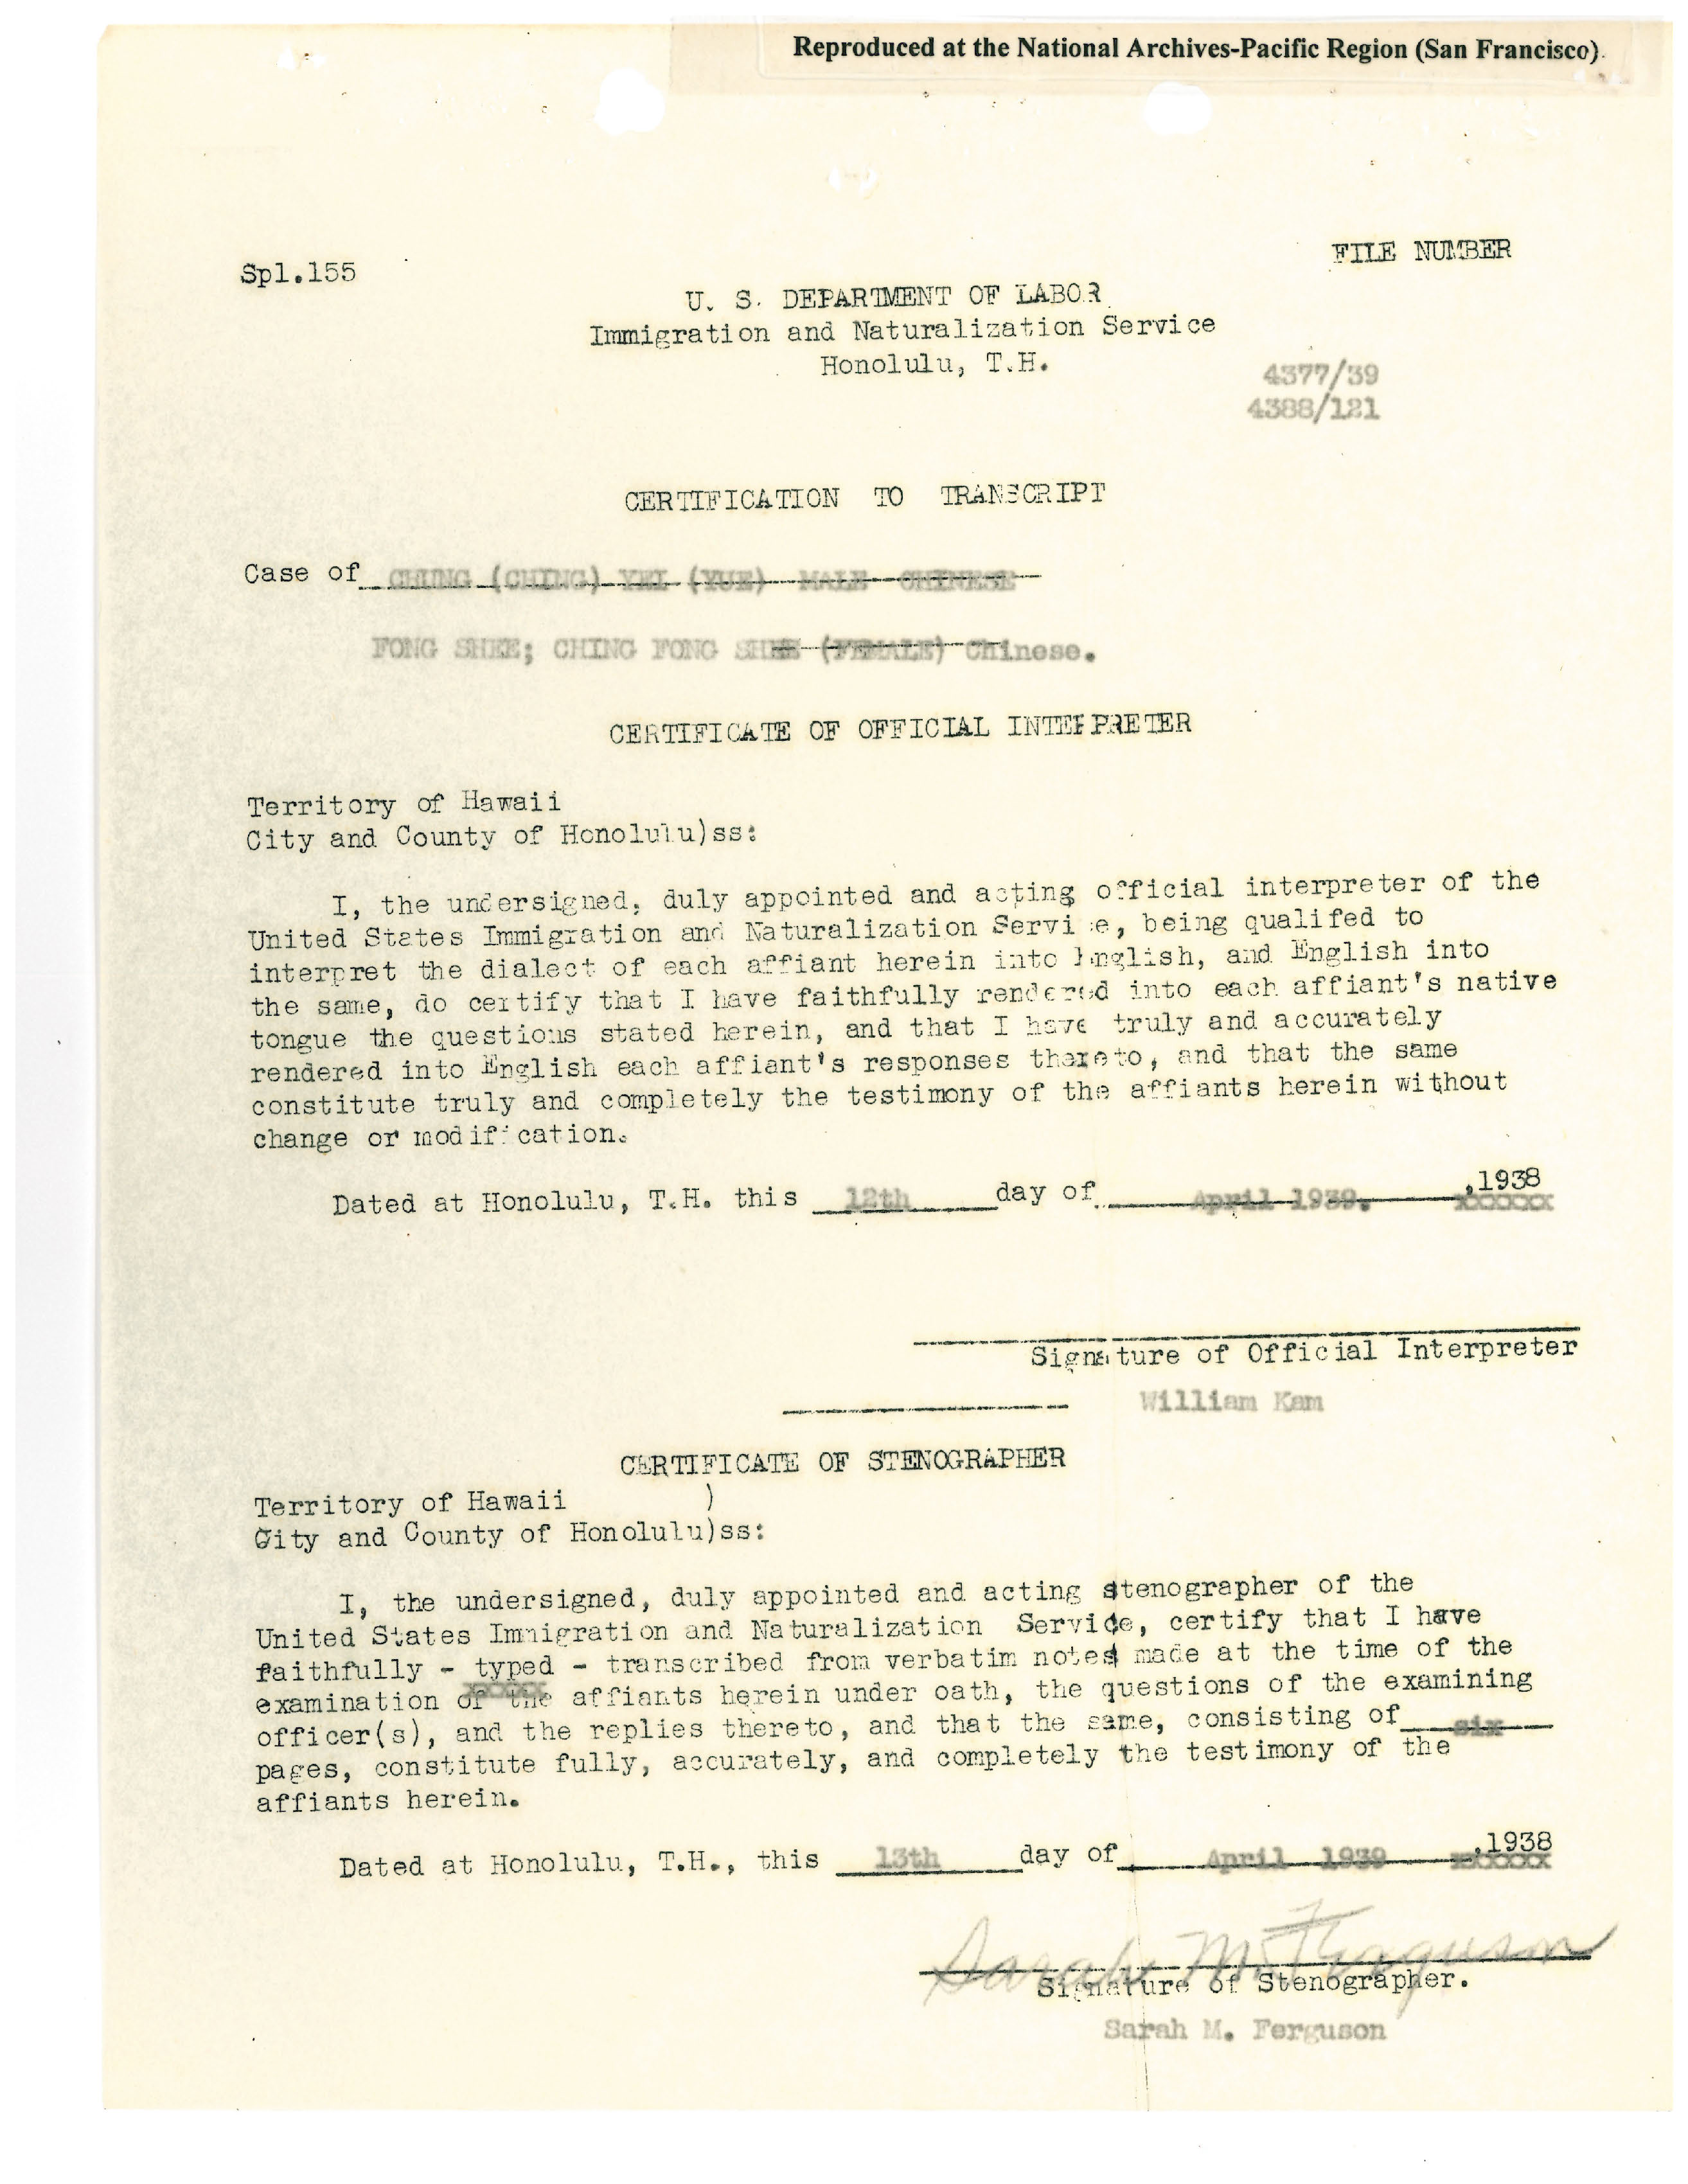 Reproduced at the National Archives-Pacific Region (San Francisco).
FILE NUMBER
Spl.155
U. S. DEPARTMENT OF LABOR
Immigration and Naturalization Service
Honolulu, T.H.
4377/39
4388/121
CERTIFICATION TO TRANSCRIPT
Case of CHUNG (CHING) YEI (YUE) MALE CHINESE
FONG SHEE; CHING FONG SHEE (FEMALE) Chinese.
CERTIFICATE OF OFFICIAL INTERPRETER
Territory of Hawaii
City and County of Honolulu)ss:
I, the undersigned, duly appointed and acting official interpreter of the
United States Immigration and Naturalization Service, being qualifed to
interpret the dialect of each affiant herein into English, and English into
the same, do certify that I have faithfully rendered into each affiant's native
tongue the questions stated herein, and that I have truly and accurately
rendered into English each affiant's responses thereto, and that the same
constitute truly and completely the testimony of the affiants herein without
change or modification.
Dated at Honolulu, T.H. this 12th day of April 1939. ,1938
xxxxxx
Signature of Official Interpreter
William Kam
CERTIFICATE OF STENOGRAPHER
Territory of Hawaii )
City and County of Honolulu)ss:
I, the undersigned, duly appointed and acting stenographer of the
United States Immigration and Naturalization Service, certify that I have
faithfully - typed - transcribed from verbatim notes made at the time of the
examination of the affiants herein under oath, the questions of the examining
officer(s), and the replies thereto, and that the same, consisting of six
pages, constitute fully, accurately, and completely the testimony of the
affiants herein.
Dated at Honolulu, T.H., this 13th day of April 1939 ,1938
xxxxxxx
Sarah M. Ferguson
Signature of Stenographer.
Sarah M. Ferguson